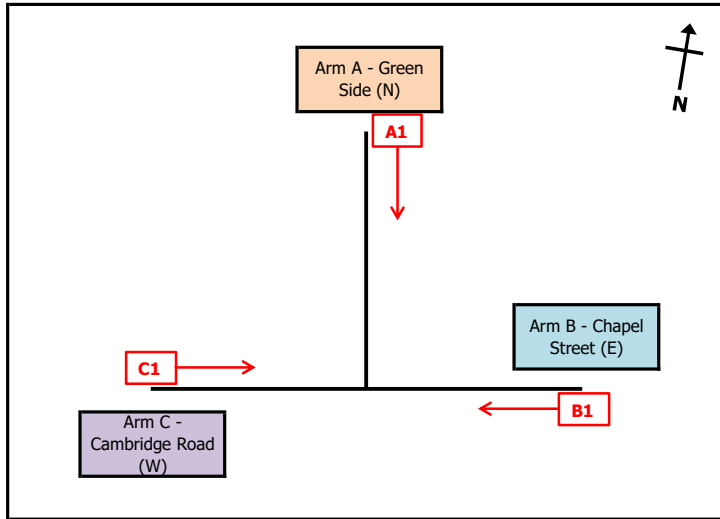 Arm A - Green
Side (N)
A1
N
Arm B - Chapel
Street (E)
C1
B1
Arm C -
Cambridge Road
(W)